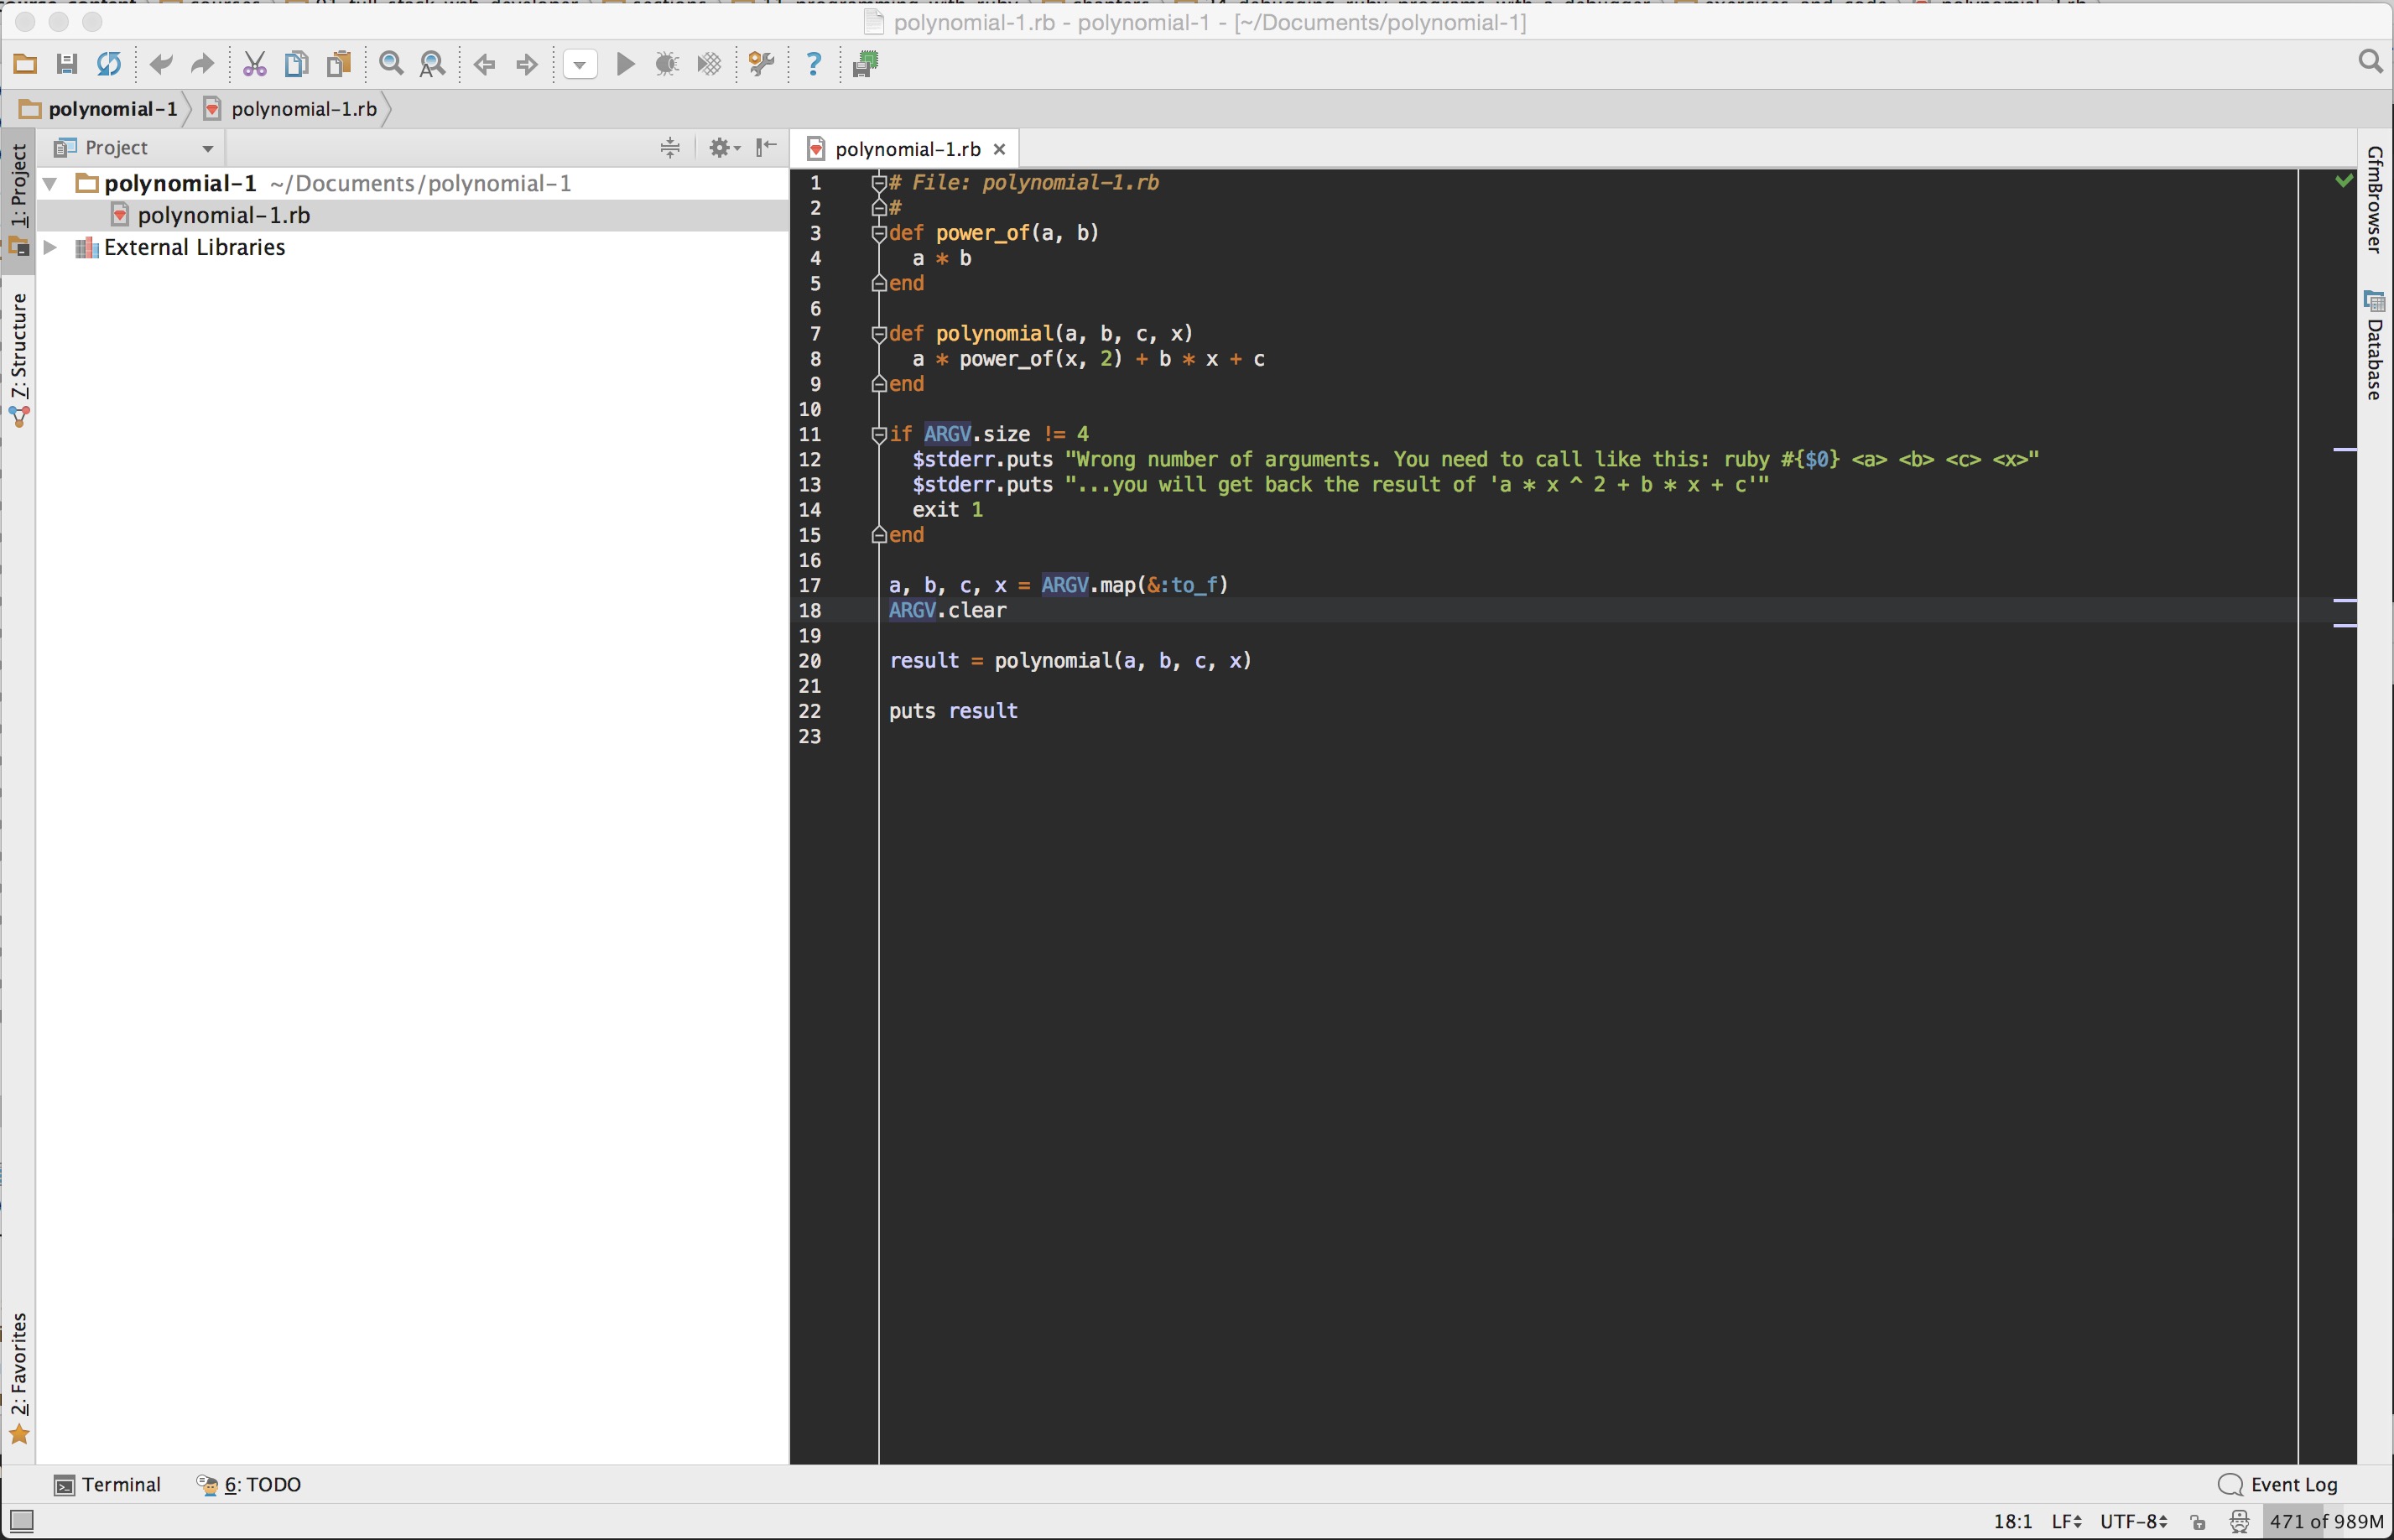 polynomial-1.rb - polynomial-1 - [~/Documents/polynomial-1]
polynomial-1 polynomial-1.rb
1: Project
Z: Structure
2: Favorites
Project
polynomial-1 ~/Documents/polynomial-1
polynomial-1.rb
External Libraries
polynomial-1.rb
1 # File: polynomial-1.rb
2 #
3 def power_of(a, b)
4   a * b
5 end
6
7 def polynomial(a, b, c, x)
8   a * power_of(x, 2) + b * x + c
9 end
10
11 if ARGV.size != 4
12   $stderr.puts "Wrong number of arguments. You need to call like this: ruby #{$0} <a> <b> <c> <x>"
13   $stderr.puts "...you will get back the result of 'a * x ^ 2 + b * x + c'"
14   exit 1
15 end
16
17 a, b, c, x = ARGV.map(&:to_f)
18 ARGV.clear
19
20 result = polynomial(a, b, c, x)
21
22 puts result
23
GfmBrowser
Database
Terminal 6: TODO Event Log
18:1 LF UTF-8 471 of 989M